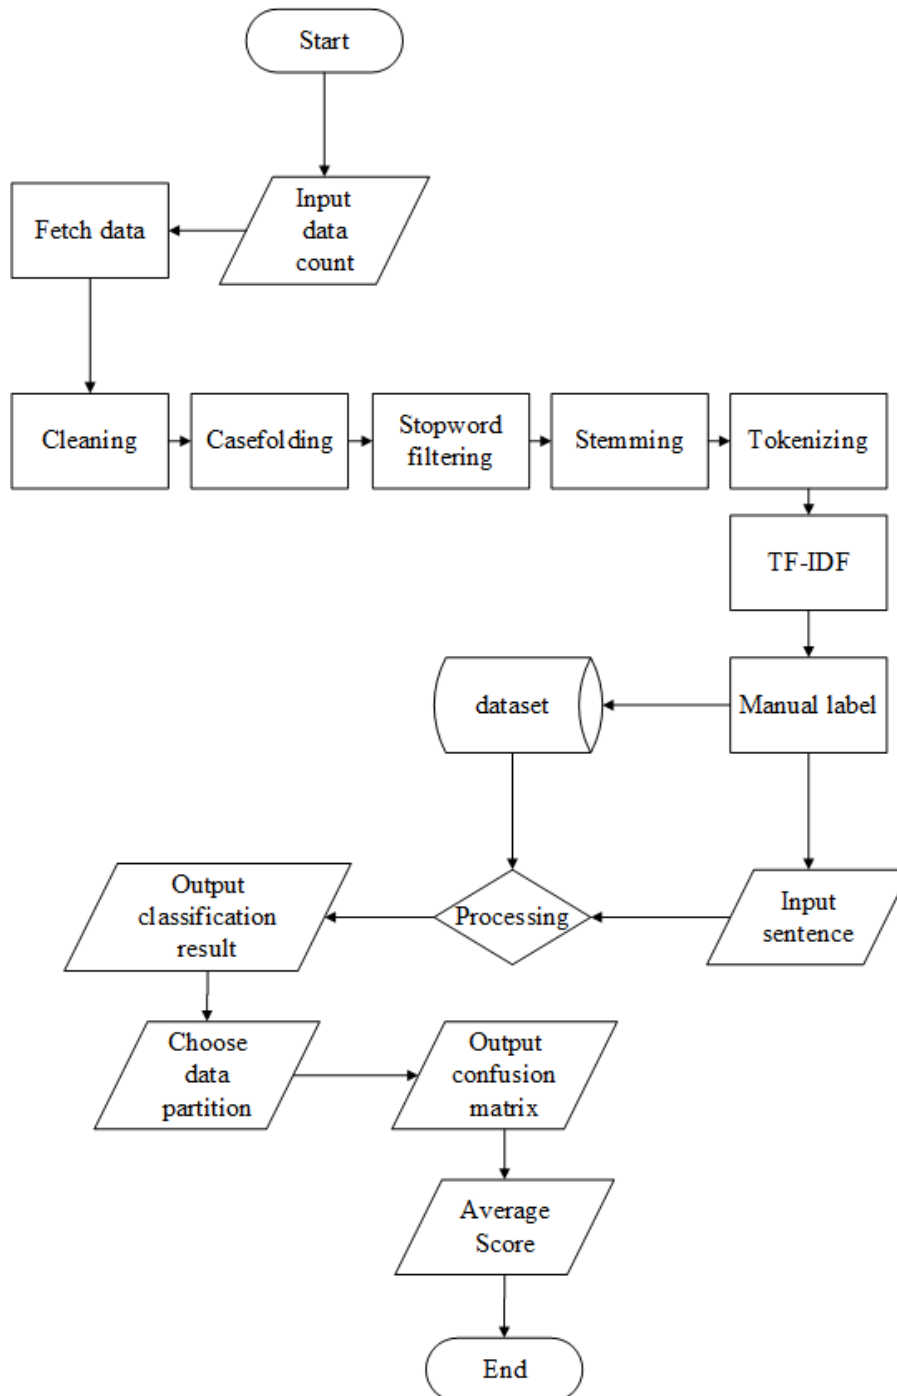 Start
Input
data
count
Fetch data
Cleaning
Casefolding
Stopword
filtering
Stemming
Tokenizing
TF-IDF
Manual label
dataset
Input
sentence
Processing
Output
classification
result
Choose
data
partition
Output
confusion
matrix
Average
Score
End